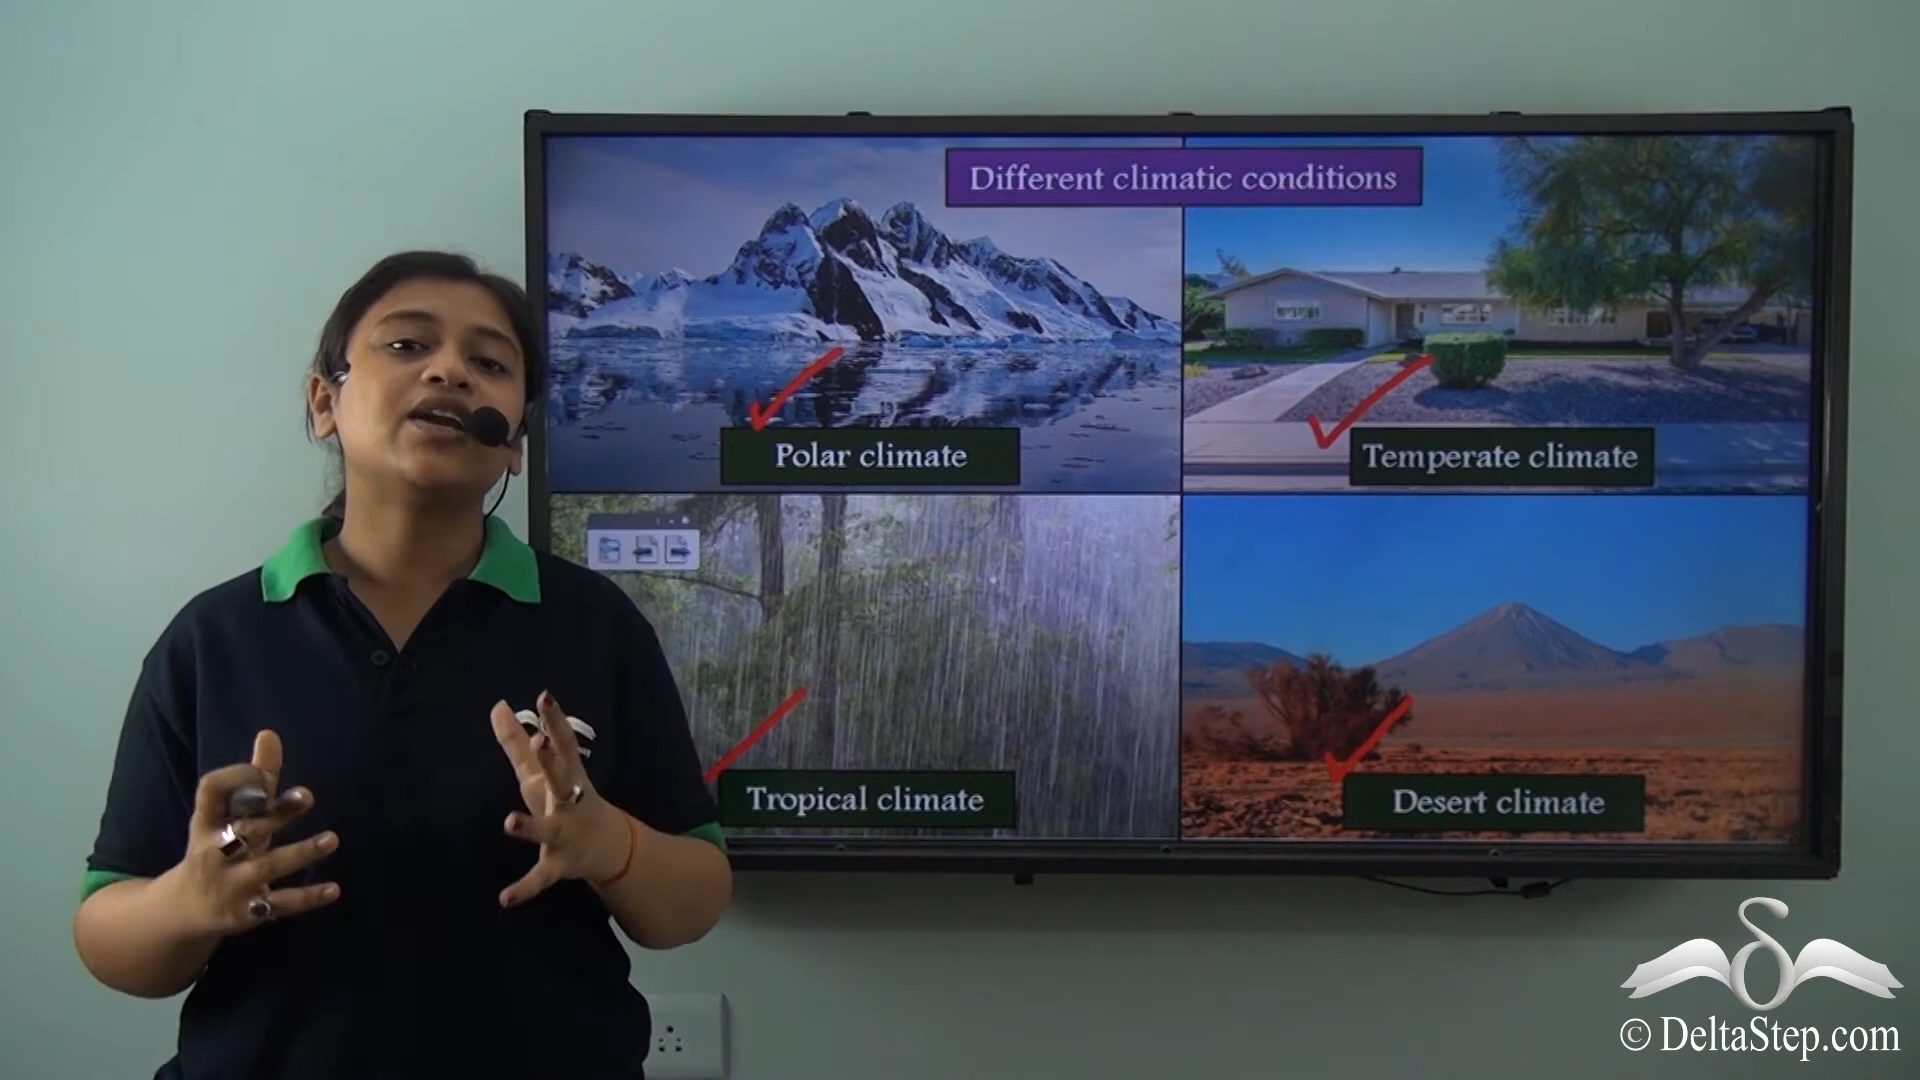 Different climatic conditions
Polar climate
Temperate climate
Tropical climate
Desert climate
© DeltaStep.com